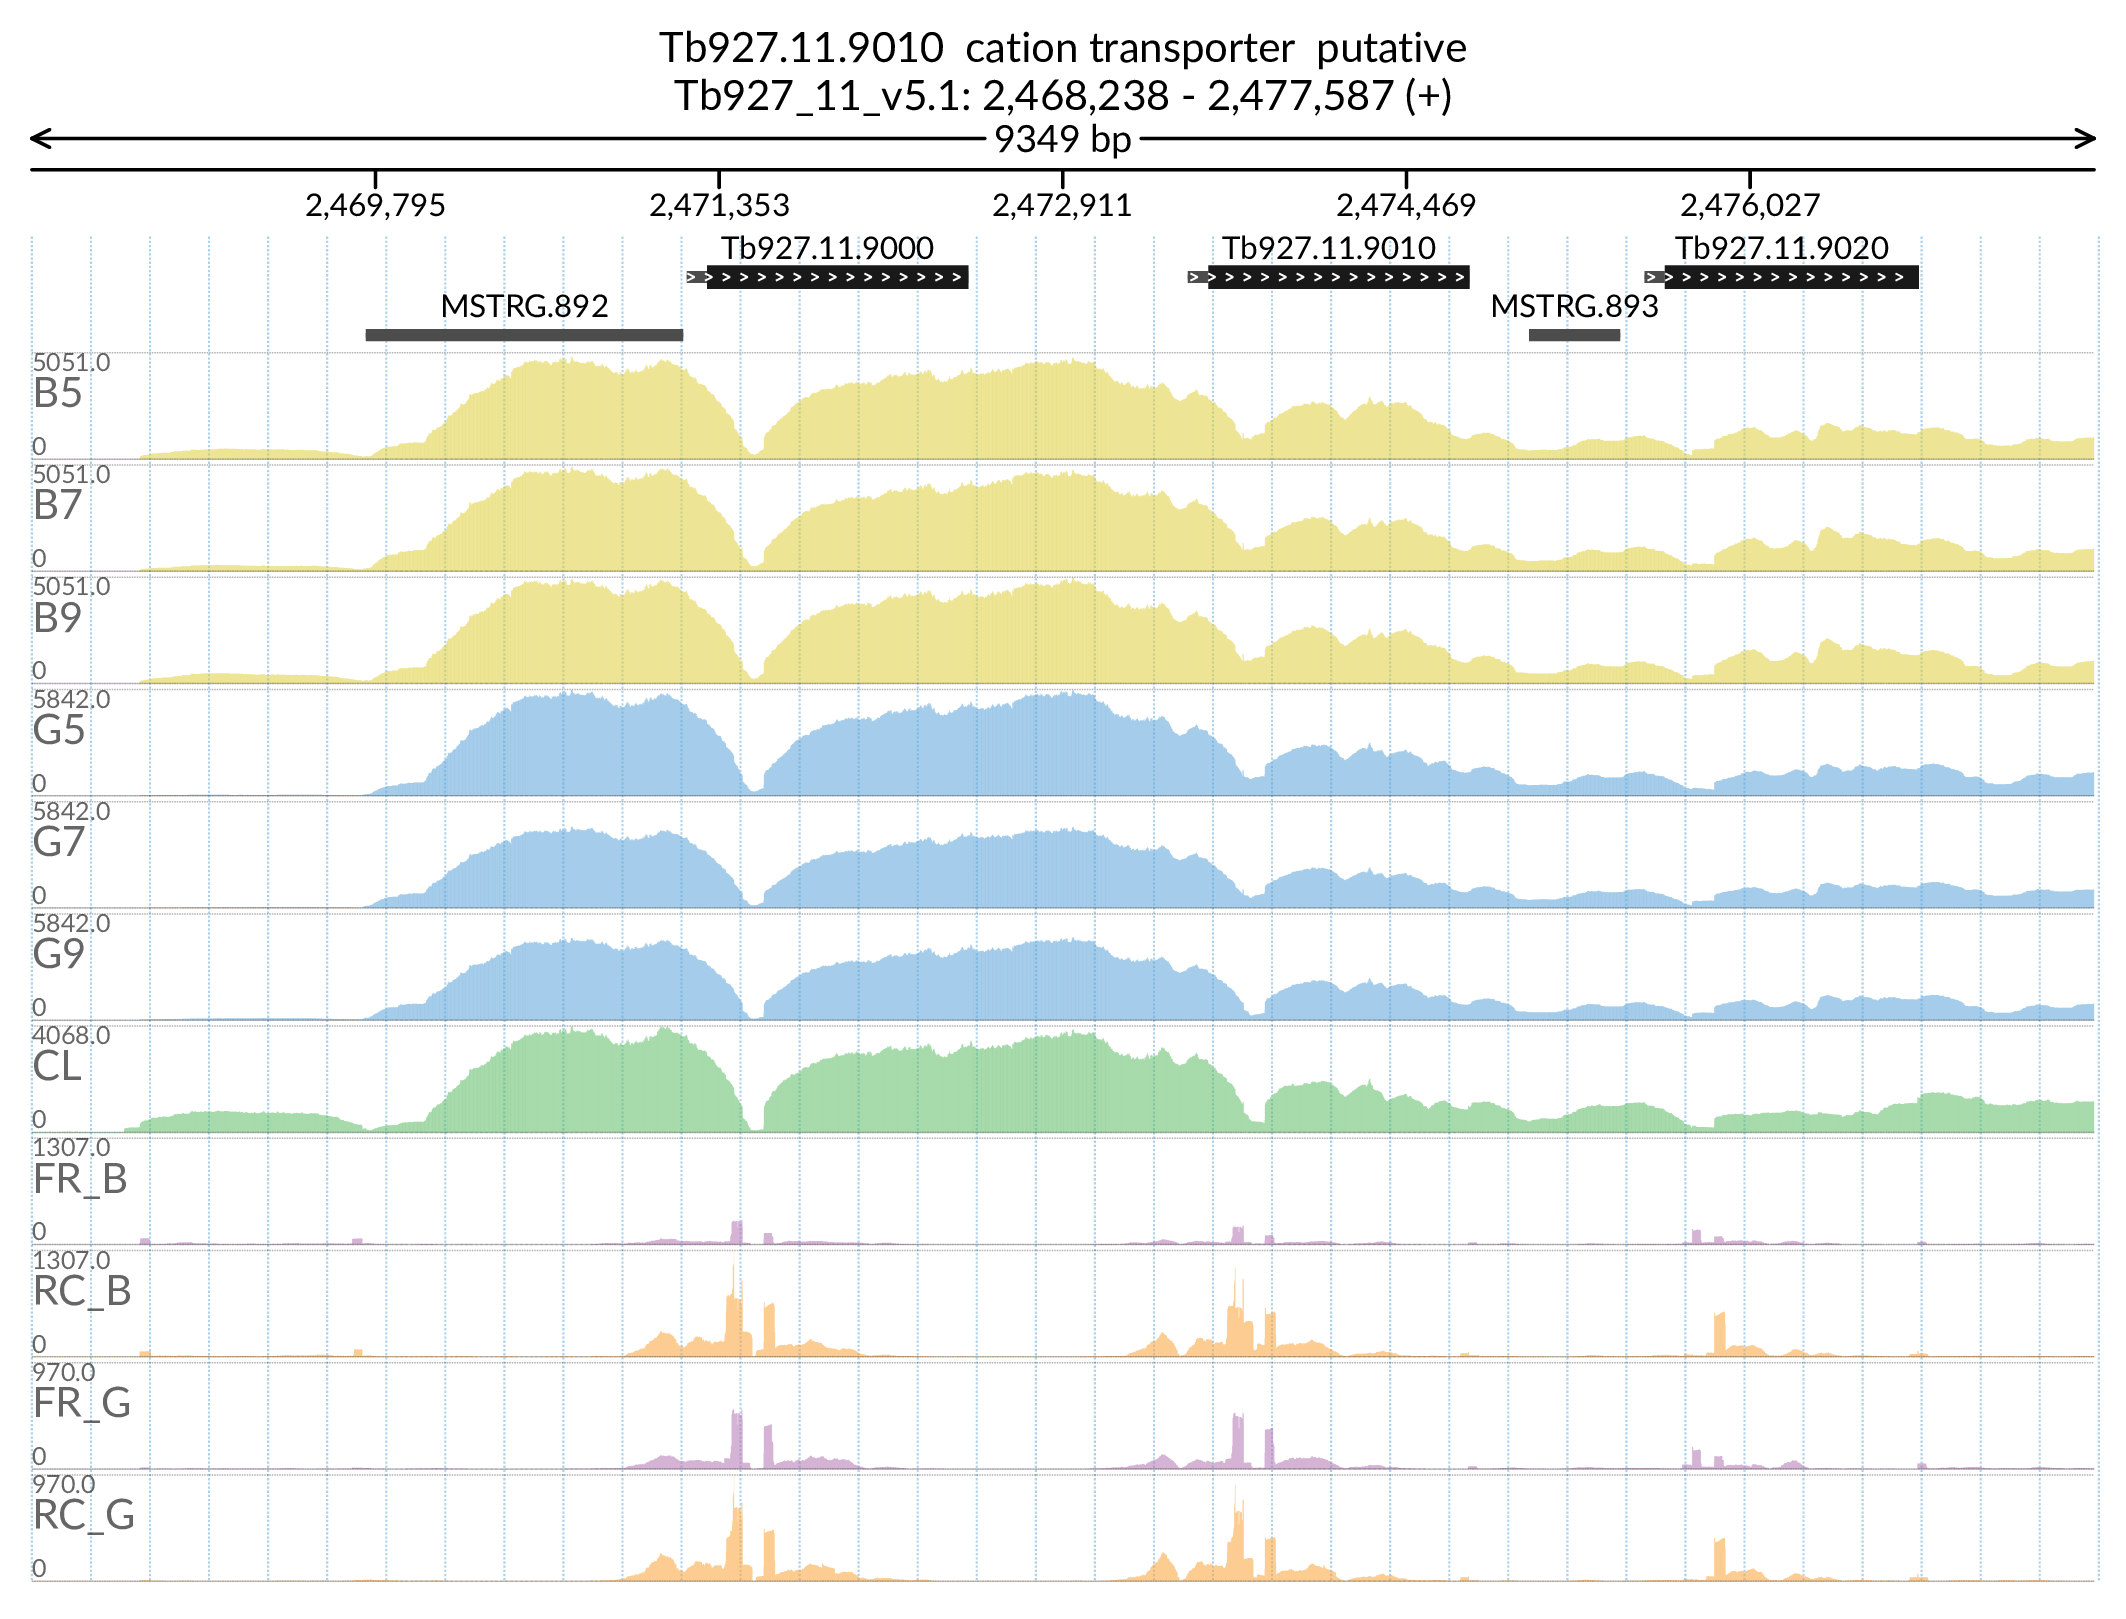 Tb927.11.9010 cation transporter putative
Tb927_11_v5.1: 2,468,238 - 2,477,587 (+)
9349 bp
2,469,795 2,471,353 2,472,911 2,474,469 2,476,027
Tb927.11.9000 Tb927.11.9010 Tb927.11.9020
MSTRG.892 MSTRG.893
5051.0
B5
0
5051.0
B7
0
5051.0
B9
0
5842.0
G5
0
5842.0
G7
0
5842.0
G9
0
4068.0
CL
0
1307.0
FR_B
0
1307.0
RC_B
0
970.0
FR_G
0
970.0
RC_G
0